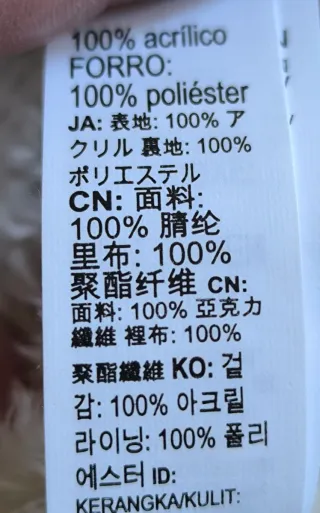 100% acrílico
FORRO:
100% poliéster
JA: 表地: 100% ア
クリル 裏地: 100%
ポリエステル
CN: 面料:
100% 腈纶
里布: 100%
聚酯纤维 CN:
面料: 100% 亞克力
纖維 裡布: 100%
聚酯纖維 KO: 겉
감: 100% 아크릴
라이닝: 100% 폴리
에스터 ID:
KERANGKA/KULIT: